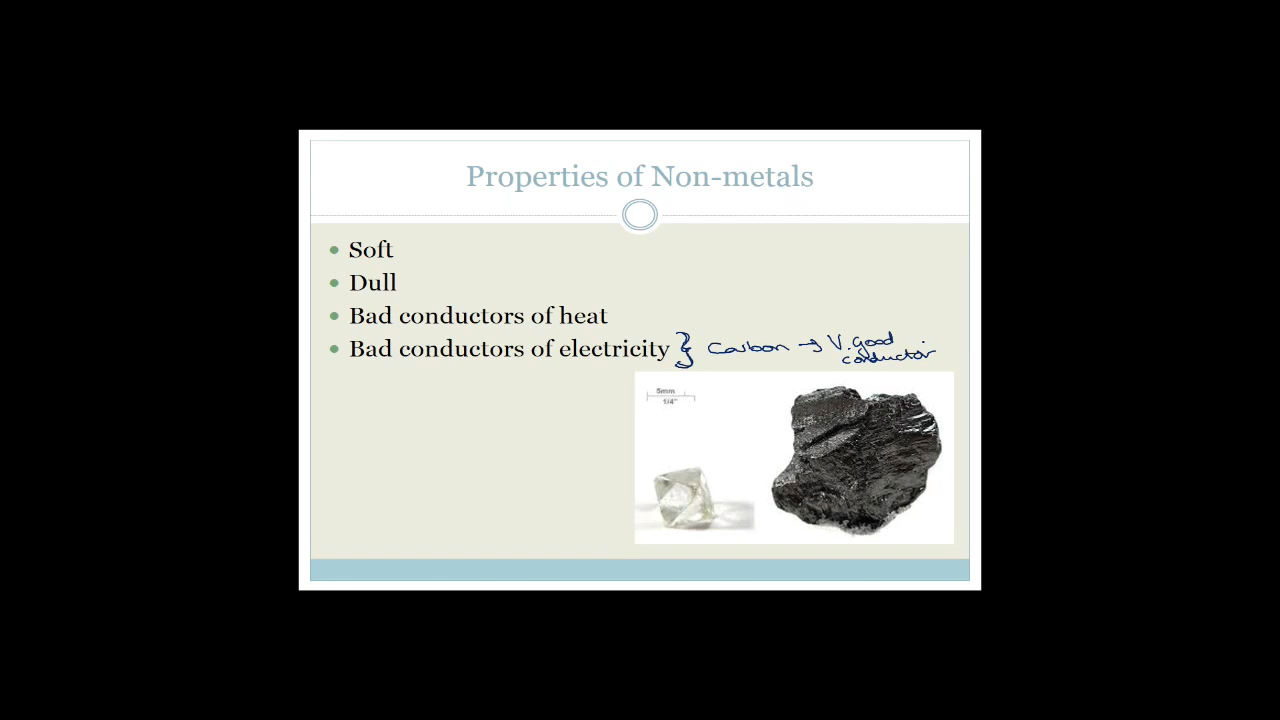 Properties of Non-metals
Soft
Dull
Bad conductors of heat
Bad conductors of electricity } Carbon → V. good
conductor
5mm
1/4"